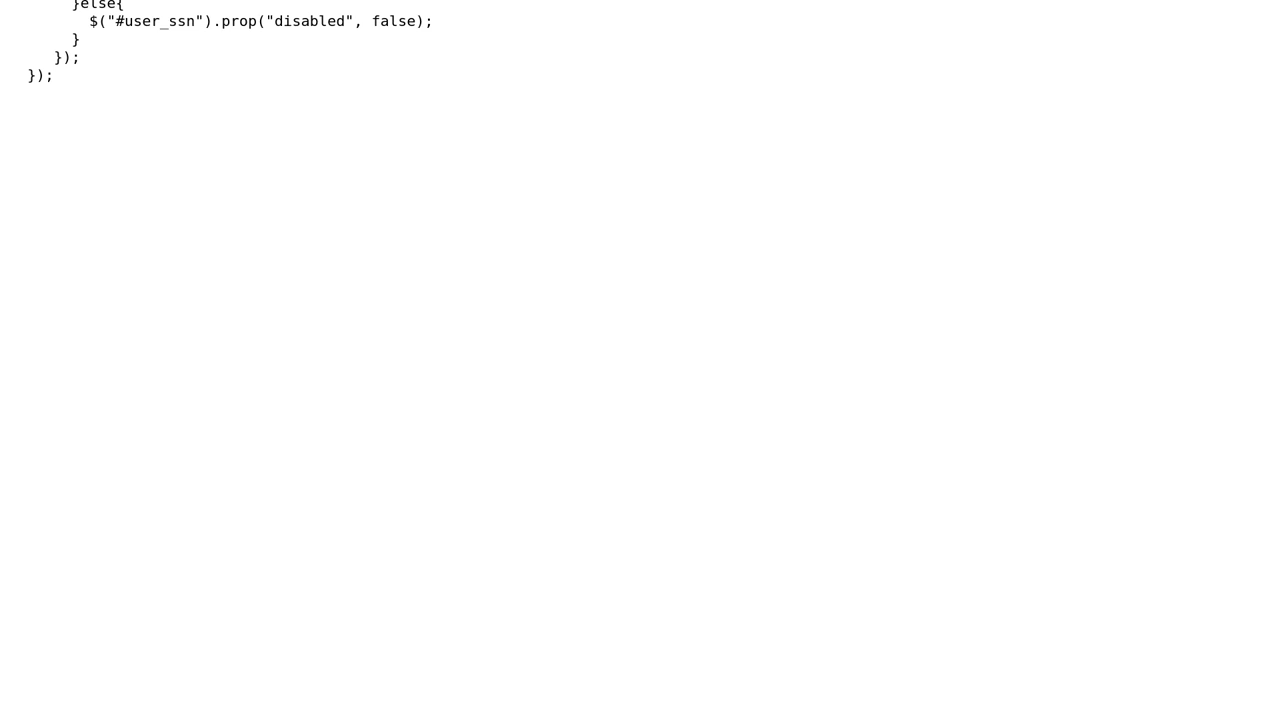 }else{
$("#user_ssn").prop("disabled", false);
}
});
});